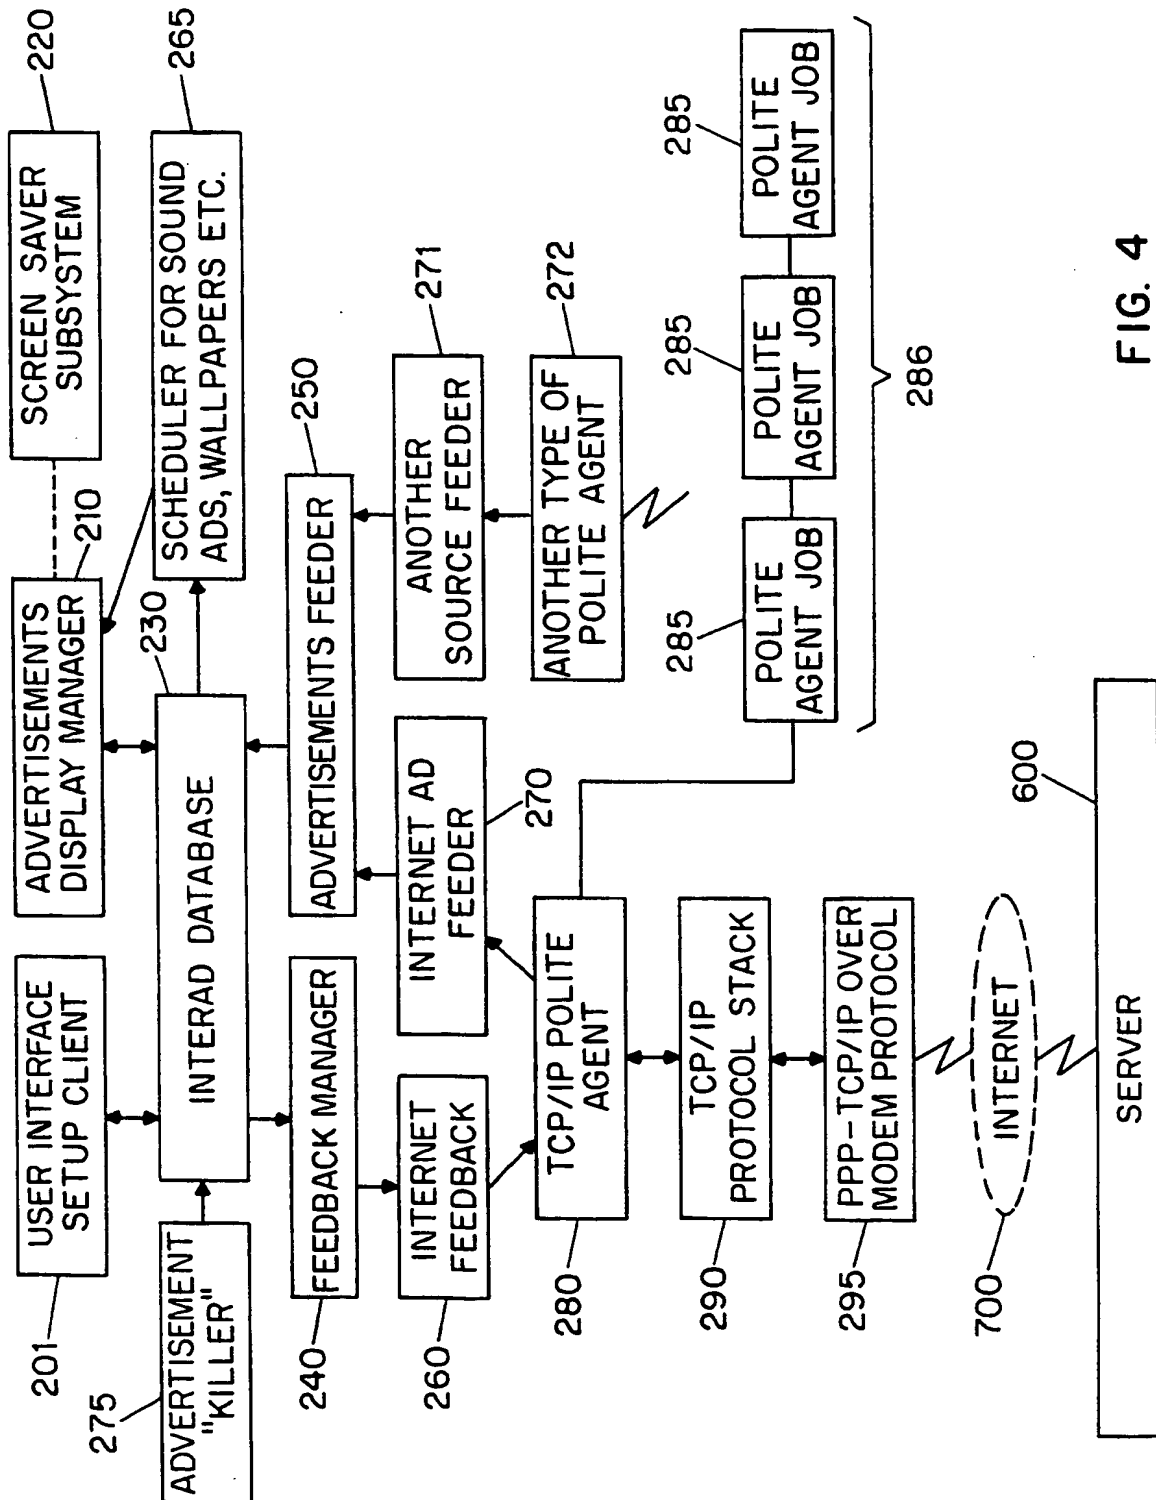 220
SCREEN SAVER
SUBSYSTEM
265
SCHEDULER FOR SOUND
ADS, WALLPAPERS ETC.
210
ADVERTISEMENTS
DISPLAY MANAGER
USER INTERFACE
SETUP CLIENT
201
230
INTERAD DATABASE
275
ADVERTISEMENT
"KILLER"
240
FEEDBACK MANAGER
250
ADVERTISEMENTS FEEDER
260
INTERNET
FEEDBACK
INTERNET AD
FEEDER
270
ANOTHER
SOURCE FEEDER
271
ANOTHER TYPE OF
POLITE AGENT
272
280
TCP/IP POLITE
AGENT
285
POLITE
AGENT JOB
285
POLITE
AGENT JOB
285
POLITE
AGENT JOB
286
290
TCP/IP
PROTOCOL STACK
295
PPP-TCP/IP OVER
MODEM PROTOCOL
700
INTERNET
600
SERVER
FIG. 4